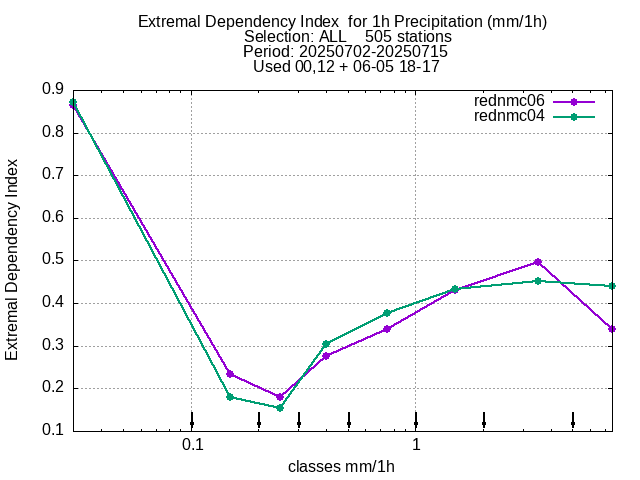 Extremal Dependency Index  for 1h Precipitation (mm/1h)
Selection: ALL    505 stations
Period: 20250702-20250715
Used 00,12 + 06-05 18-17
rednmc06
rednmc04
0.9
0.8
0.7
0.6
0.5
0.4
0.3
0.2
0.1
Extremal Dependency Index
0.1
1
classes mm/1h